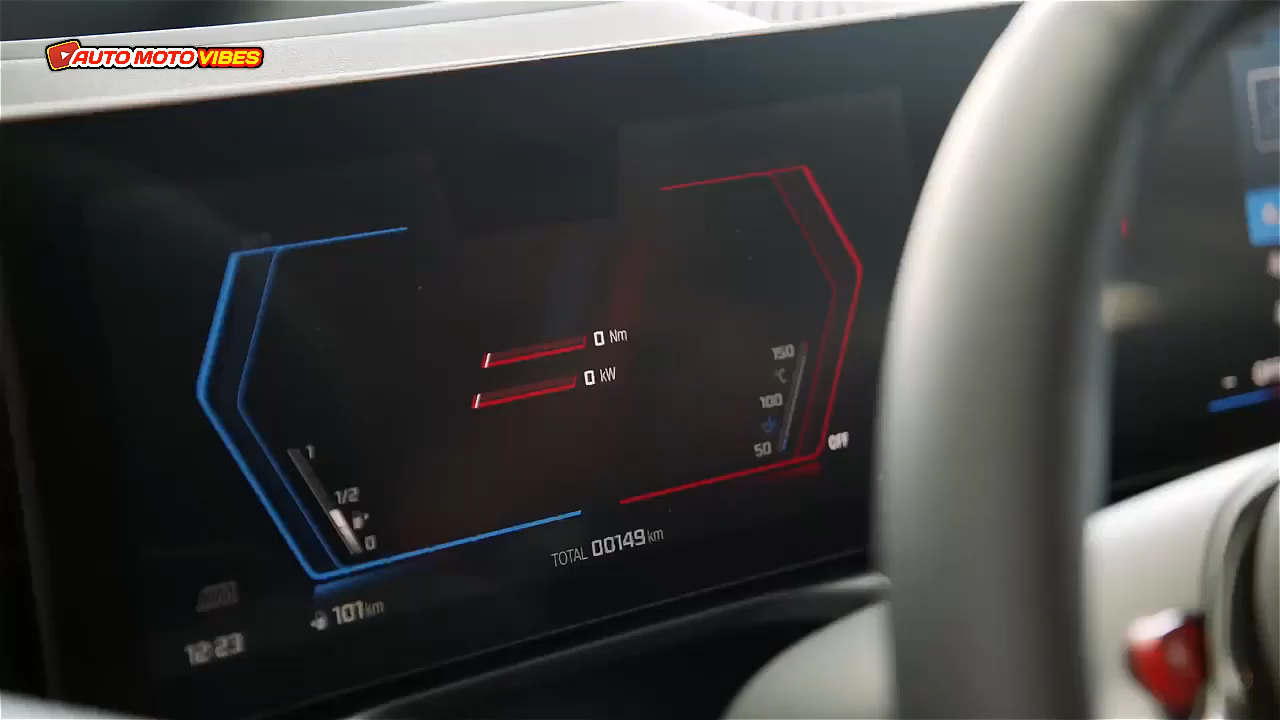 AUTO MOTO VIBES
0 Nm
0 kW
150
°C
100
50
OFF
1
1/2
0
TOTAL 00149 km
101 km
12:23